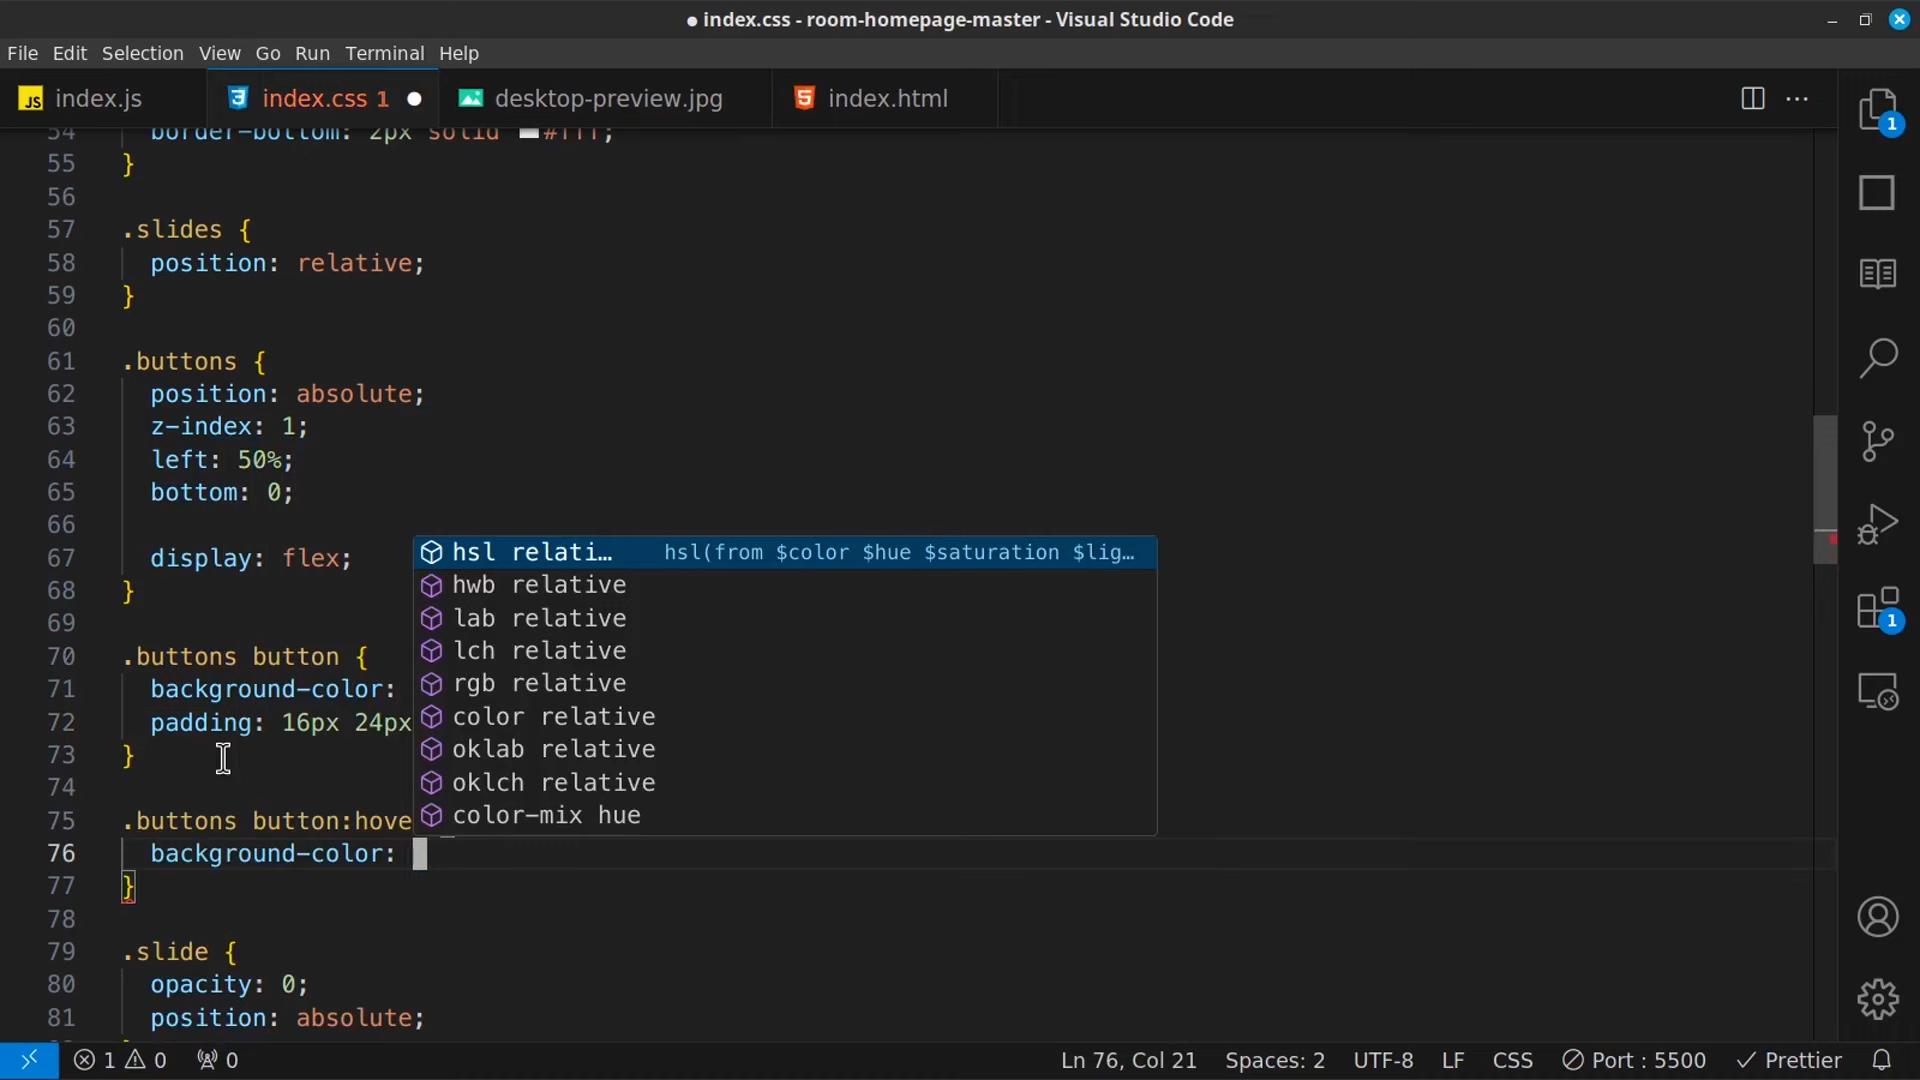 index.css - room-homepage-master - Visual Studio Code
File Edit Selection View Go Run Terminal Help
index.js index.css 1 desktop-preview.jpg index.html
54 border-bottom: 2px solid #fff;
55 }
56
57 .slides {
58 position: relative;
59 }
60
61 .buttons {
62 position: absolute;
63 z-index: 1;
64 left: 50%;
65 bottom: 0;
66
67 display: flex;
68 }
69
70 .buttons button {
71 background-color:
72 padding: 16px 24px
73 }
74
75 .buttons button:hove
76 background-color:
77 }
78
79 .slide {
80 opacity: 0;
81 position: absolute;
hsl relati… hsl(from $color $hue $saturation $lig…
hwb relative
lab relative
lch relative
rgb relative
color relative
oklab relative
oklch relative
color-mix hue
1
1
1 0 0 Ln 76, Col 21 Spaces: 2 UTF-8 LF CSS Port : 5500 Prettier